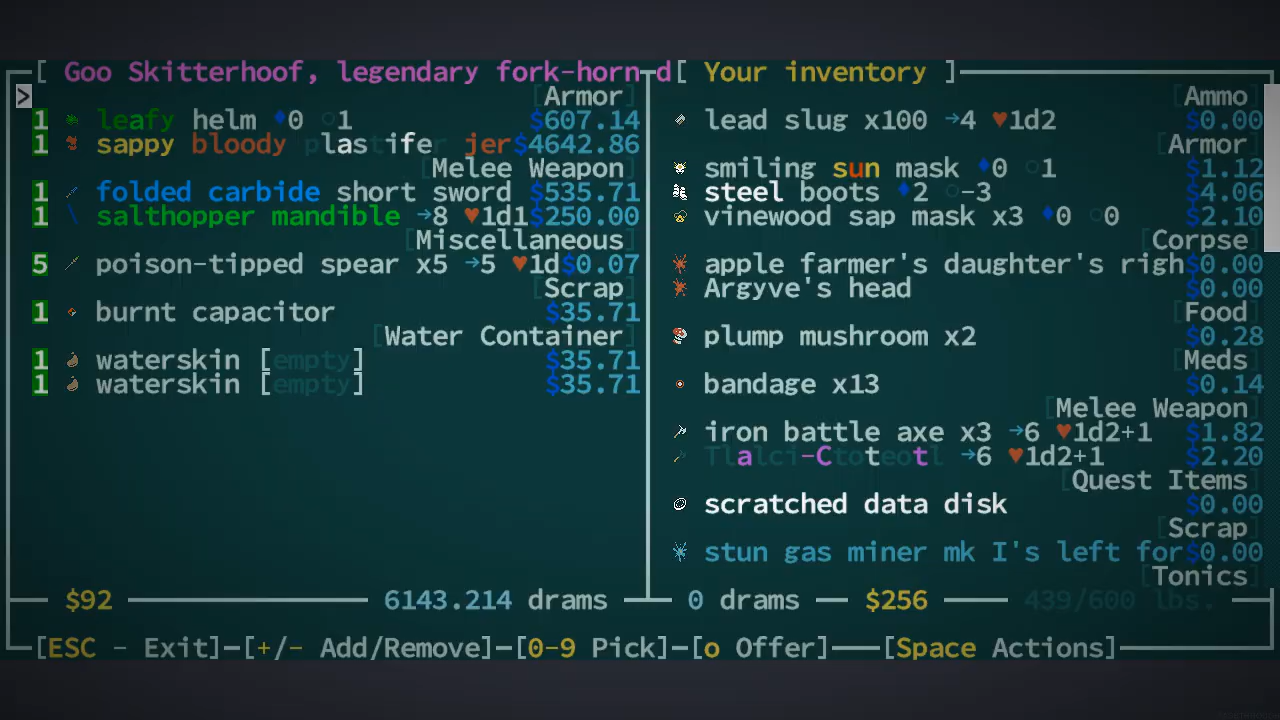 [ Goo Skitterhoof, legendary fork-horn d
[Armor]
1 leafy helm ♦0 ○1 $607.14
1 sappy bloody plastifer jer $4642.86
[Melee Weapon]
1 folded carbide short sword $535.71
1 salthopper mandible →8 ♥1d1 $250.00
[Miscellaneous]
5 poison-tipped spear x5 →5 ♥1d $0.07
[Scrap]
1 burnt capacitor $35.71
[Water Container]
1 waterskin [empty] $35.71
1 waterskin [empty] $35.71
$92 6143.214 drams
[ Your inventory ]
[Ammo]
lead slug x100 →4 ♥1d2 $0.00
[Armor]
smiling sun mask ♦0 ○1 $1.12
steel boots ♦2 ○-3 $4.06
vinewood sap mask x3 ♦0 ○0 $2.10
[Corpse]
apple farmer's daughter's righ $0.00
Argyve's head $0.00
[Food]
plump mushroom x2 $0.28
[Meds]
bandage x13 $0.14
[Melee Weapon]
iron battle axe x3 →6 ♥1d2+1 $1.82
Tlalci-Ctoteotl →6 ♥1d2+1 $2.20
[Quest Items]
scratched data disk $0.00
[Scrap]
stun gas miner mk I's left for $0.00
[Tonics]
0 drams $256 439/600 lbs.
[ESC - Exit] [+/- Add/Remove] [0-9 Pick] [o Offer] [Space Actions]